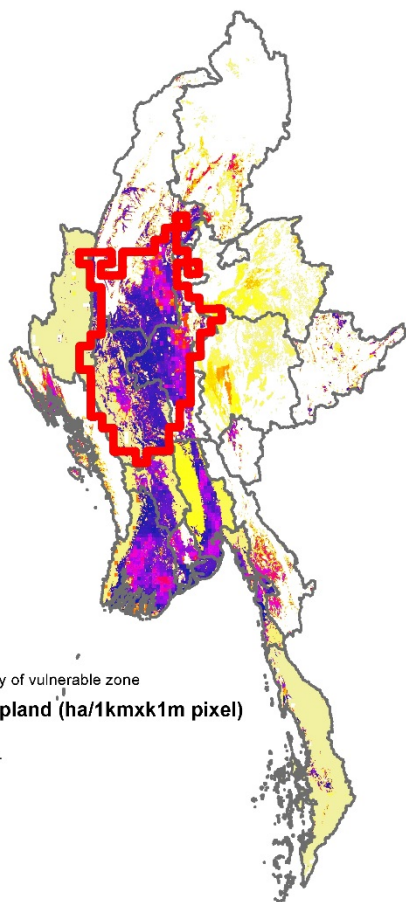 y of vulnerable zone
pland (ha/1kmxk1m pixel)